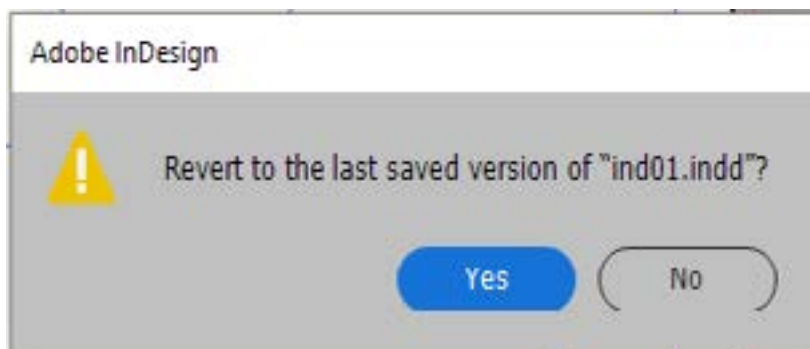 Adobe InDesign
Revert to the last saved version of “ind01.indd”?
Yes No